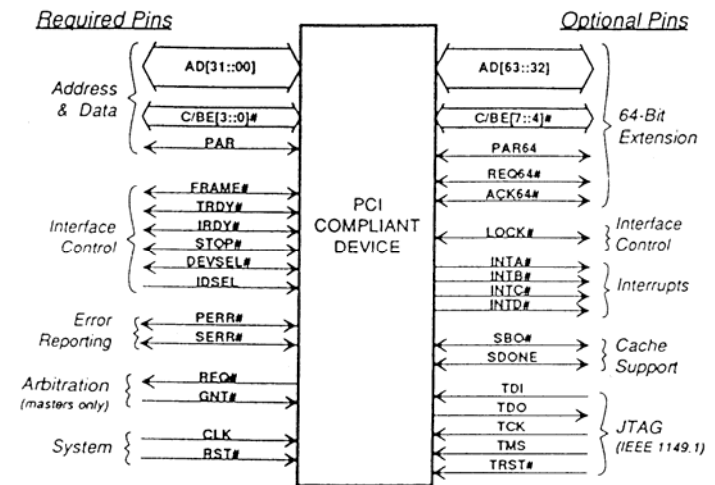 Required Pins
Optional Pins
Address
& Data
AD[31::00]
C/BE[3::0]#
PAR
Interface
Control
FRAME#
TRDY#
IRDY#
STOP#
DEVSEL#
IDSEL
Error
Reporting
PERR#
SERR#
Arbitration
(masters only)
REQ#
GNT#
System
CLK
RST#
PCI
COMPLIANT
DEVICE
AD[63::32]
C/BE[7::4]#
PAR64
REQ64#
ACK64#
64-Bit
Extension
LOCK#
Interface
Control
INTA#
INTB#
INTC#
INTD#
Interrupts
SBO#
SDONE
Cache
Support
TDI
TDO
TCK
TMS
TRST#
JTAG
(IEEE 1149.1)